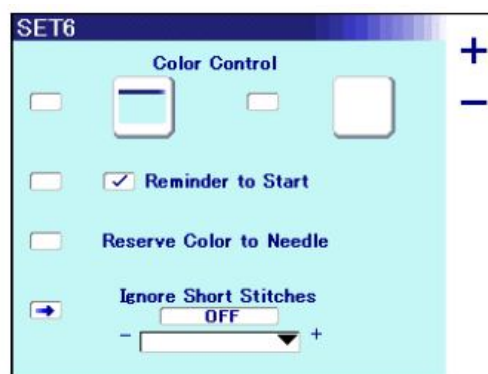 SET6
+
Color Control
−
Reminder to Start
Reserve Color to Needle
Ignore Short Stitches
OFF
− +